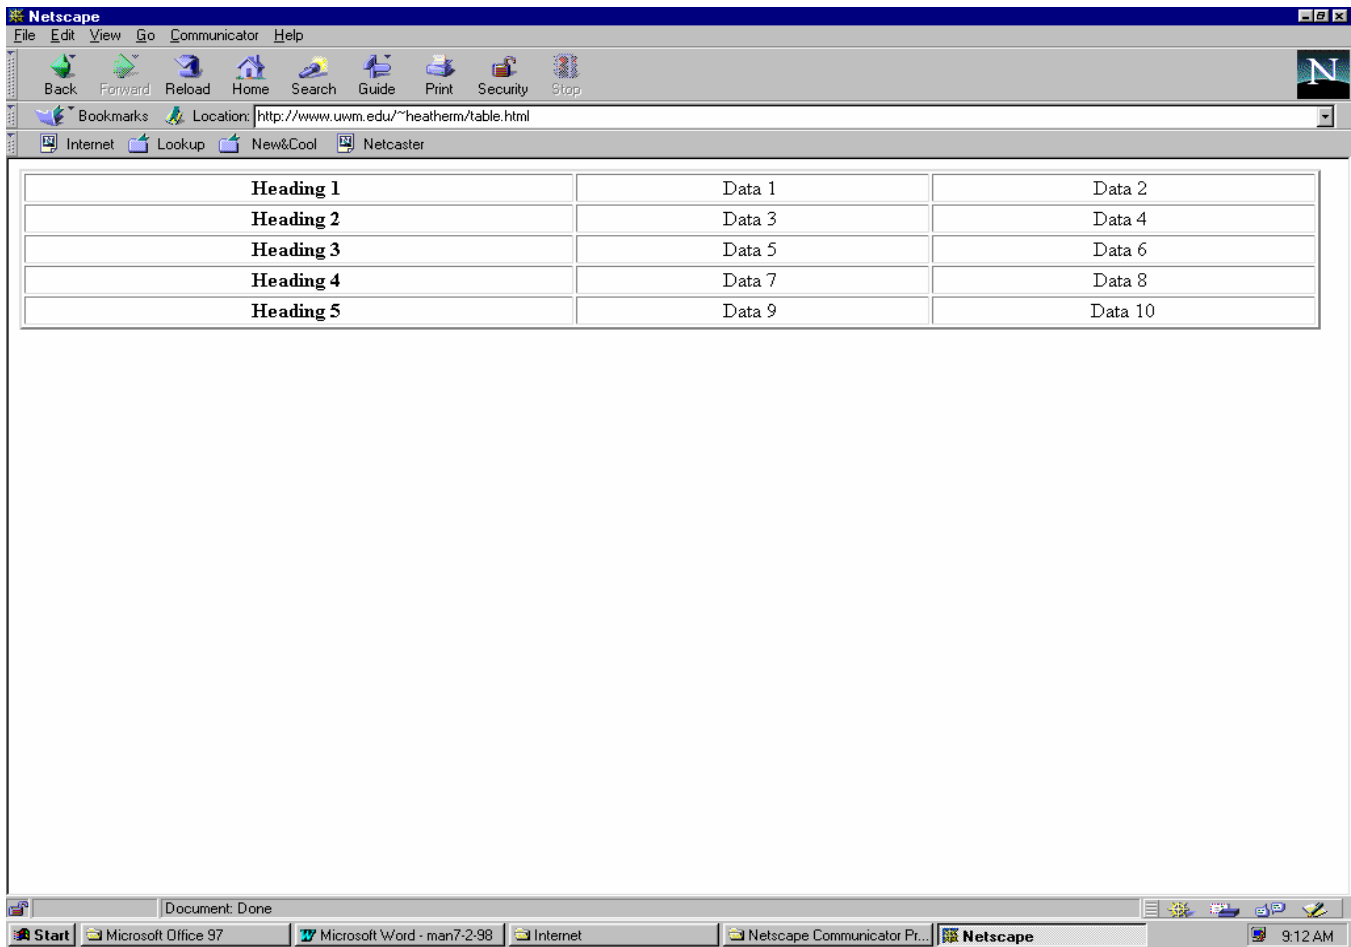 Netscape
File Edit View Go Communicator Help
Back Forward Reload Home Search Guide Print Security Stop
N
Bookmarks Location: http://www.uwm.edu/~heatherm/table.html
Internet Lookup New&Cool Netcaster
Heading 1 Data 1 Data 2
Heading 2 Data 3 Data 4
Heading 3 Data 5 Data 6
Heading 4 Data 7 Data 8
Heading 5 Data 9 Data 10
Document: Done
Start Microsoft Office 97 Microsoft Word - man7-2-98 Internet Netscape Communicator Pr... Netscape 9:12 AM